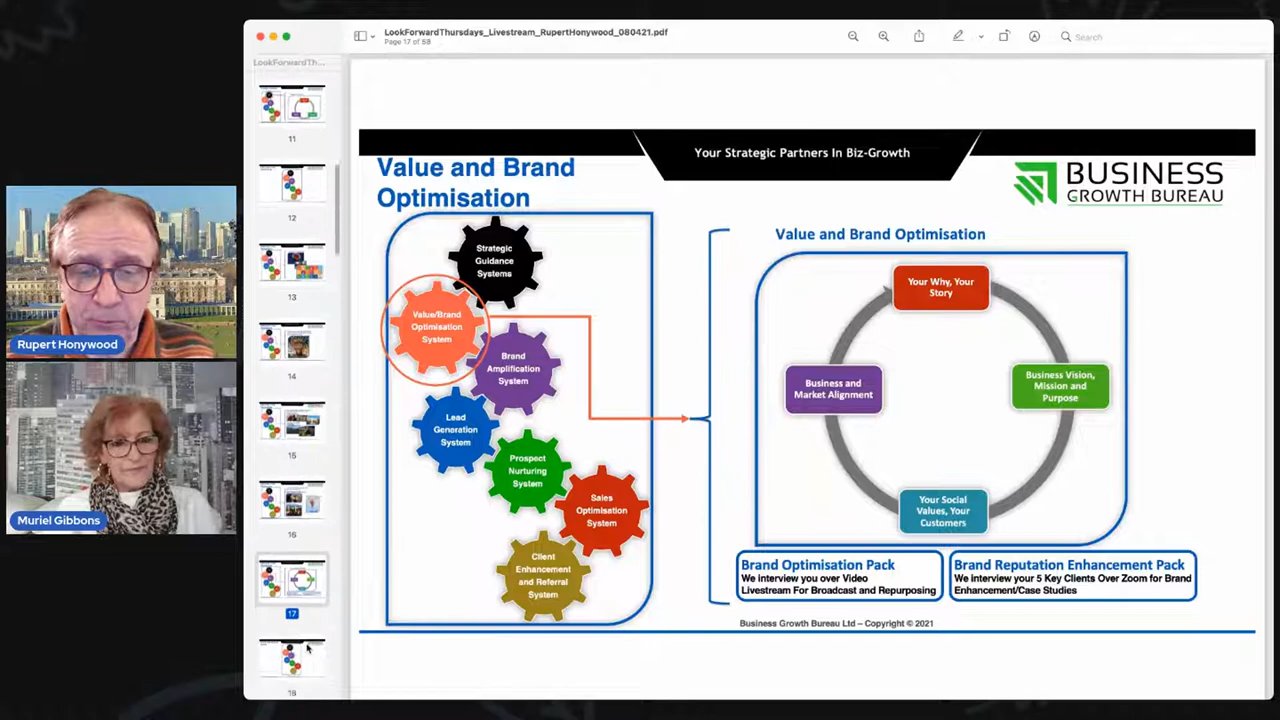 LookForwardThursdays_Livestream_RupertHonywood_080421.pdf
Page 17 of 58
Search
LookForwardTh...
11
12
13
14
15
16
17
18
Rupert Honywood
Muriel Gibbons
Your Strategic Partners In Biz-Growth
BUSINESS
GROWTH BUREAU
Value and Brand
Optimisation
Strategic
Guidance
Systems
Value/Brand
Optimisation
System
Brand
Amplification
System
Lead
Generation
System
Prospect
Nurturing
System
Sales
Optimisation
System
Client
Enhancement
and Referral
System
Value and Brand Optimisation
Your Why, Your
Story
Business Vision,
Mission and
Purpose
Your Social
Values, Your
Customers
Business and
Market Alignment
Brand Optimisation Pack
We interview you over Video
Livestream For Broadcast and Repurposing
Brand Reputation Enhancement Pack
We interview your 5 Key Clients Over Zoom for Brand
Enhancement/Case Studies
Business Growth Bureau Ltd – Copyright © 2021